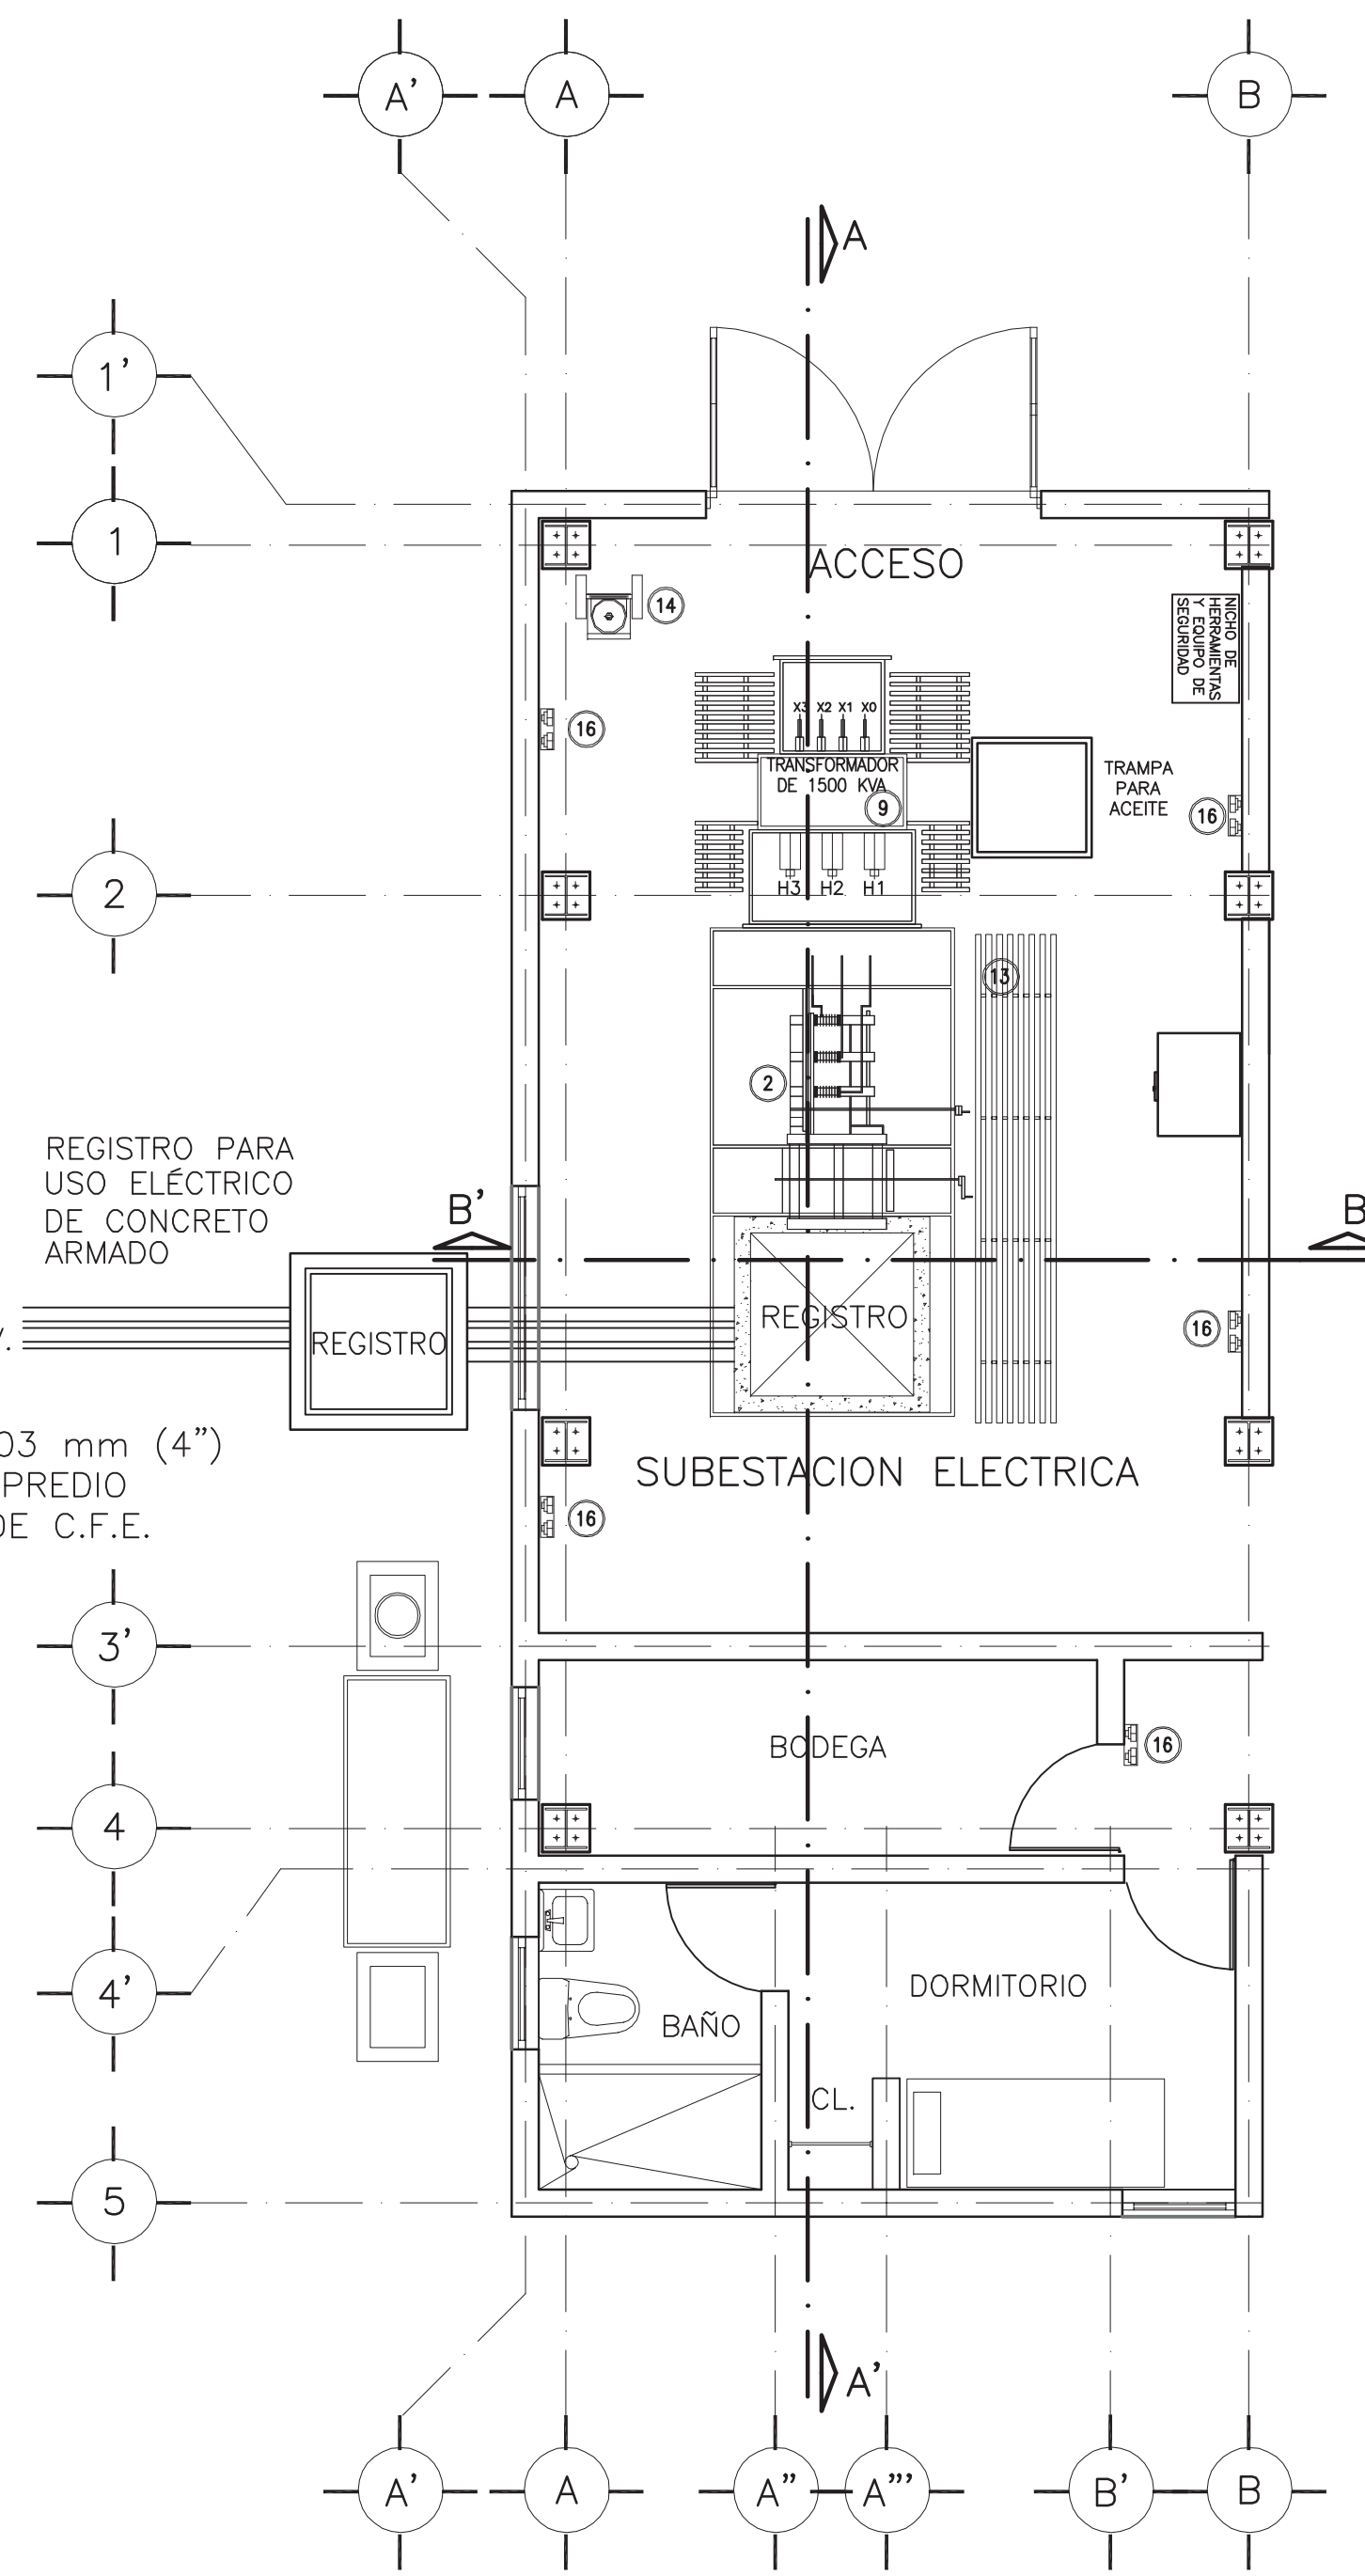 A'
A
B
A
1'
1
ACCESO
14
NICHO DE
HERRAMIENTAS
Y EQUIPO DE
SEGURIDAD
16
X3 X2 X1 X0
TRANSFORMADOR
DE 1500 KVA
9
TRAMPA
PARA
ACEITE
16
2
H3 H2 H1
13
2
REGISTRO PARA
USO ELÉCTRICO
DE CONCRETO
ARMADO
B'
B
REGISTRO
REGISTRO
16
03 mm (4")
PREDIO
DE C.F.E.
SUBESTACION ELECTRICA
16
3'
BODEGA
16
4
4'
DORMITORIO
BAÑO
CL.
5
A'
A'
A
A''
A'''
B'
B